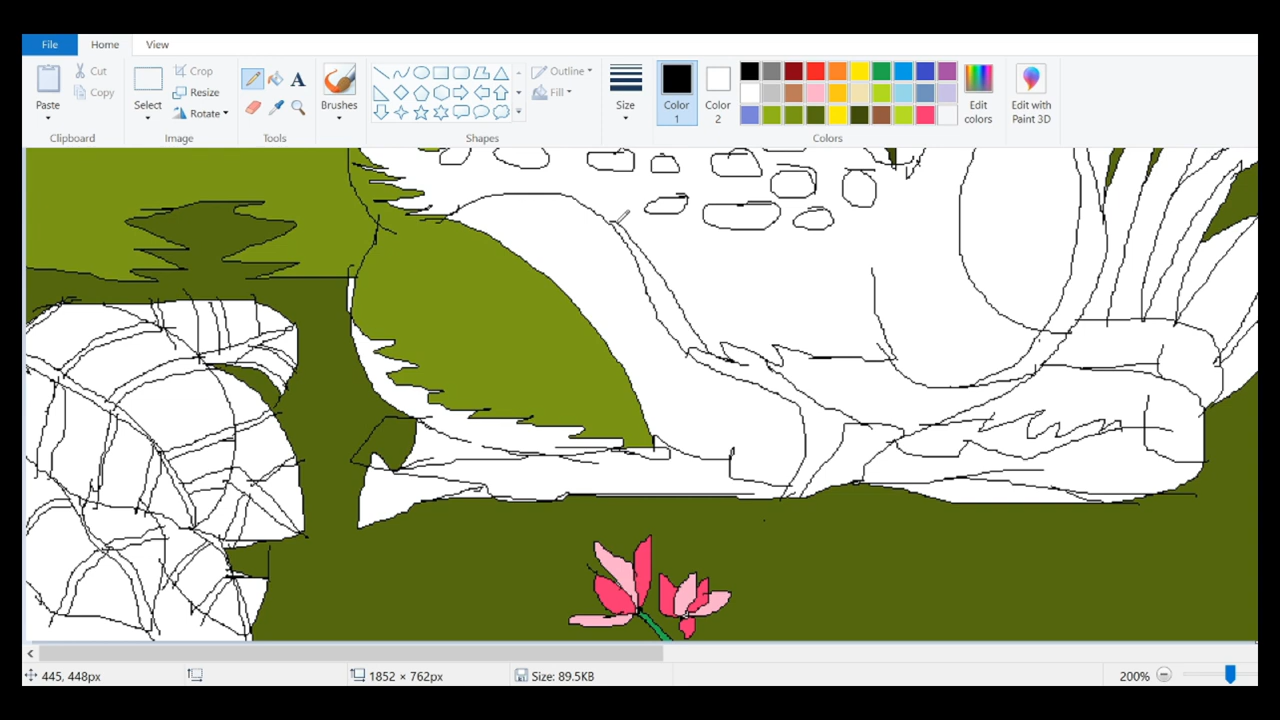 File Home View
Paste Cut Copy
Select Crop Resize Rotate
A
Brushes
Outline Fill
Size
Color 1
Color 2
Edit colors
Edit with Paint 3D
Clipboard Image Tools Shapes Colors
445, 448px 1852 × 762px Size: 89.5KB 200%